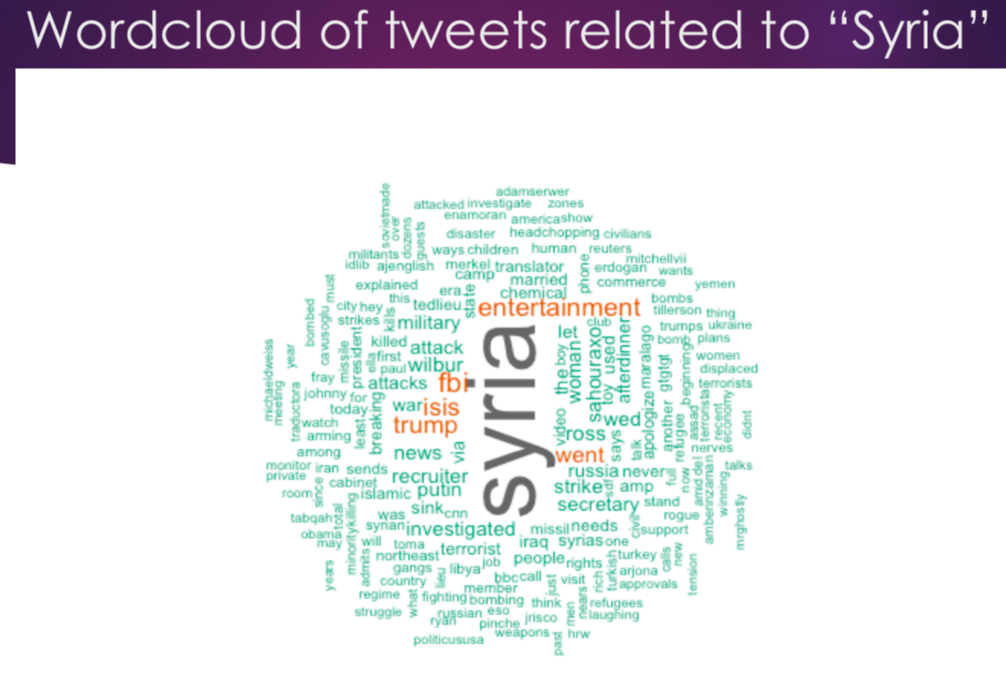 Wordcloud of tweets related to “Syria”
adamserwer
attacked investigate zones
enamoran americashow
sovietmade over dozens guests
disaster headchopping civilians
militants ways children human reuters
idlib ajenglish merkel translator phone erdogan mitchellvii
camp married wants
explained era state chemical commerce yemen
must this entertainment bombs
bombed cavusoglu city hey kills tedlieu tillerson thing
strikes military let club trumps ukraine
missile president killed attack syria woman theboy sahouraxo toy used afterdinner maralago bomb plans
michaeldweiss year ella first paul wilbur gtgtgt beginning women
meeting fray attacks fbi displaced
traductora johnny for war isis wed apologize another refugee assad terrorista terrorists
today trump video ross says talk recent economy didnt
watch least breaking
arming news via went nerves
among russia never full now amid del amberinzaman winning talks
monitor iran sends recruiter strike sdf amp
private since cabinet islamic putin secretary stand
room sink cnn civil rogue mrghostly
tabqah total minority killing was
obama syrian investigated missil needs support
may will toma iraq syrias one
years admits northeast terrorist people rights turkish turkey calls new tension
gangs libya job arjona
country lieu bbc call just visit rich approvals
regime what fighting member bombing think men nears refugees
struggle russian eso jrisco laughing
ryan pinche
politicususa weapons past hrw